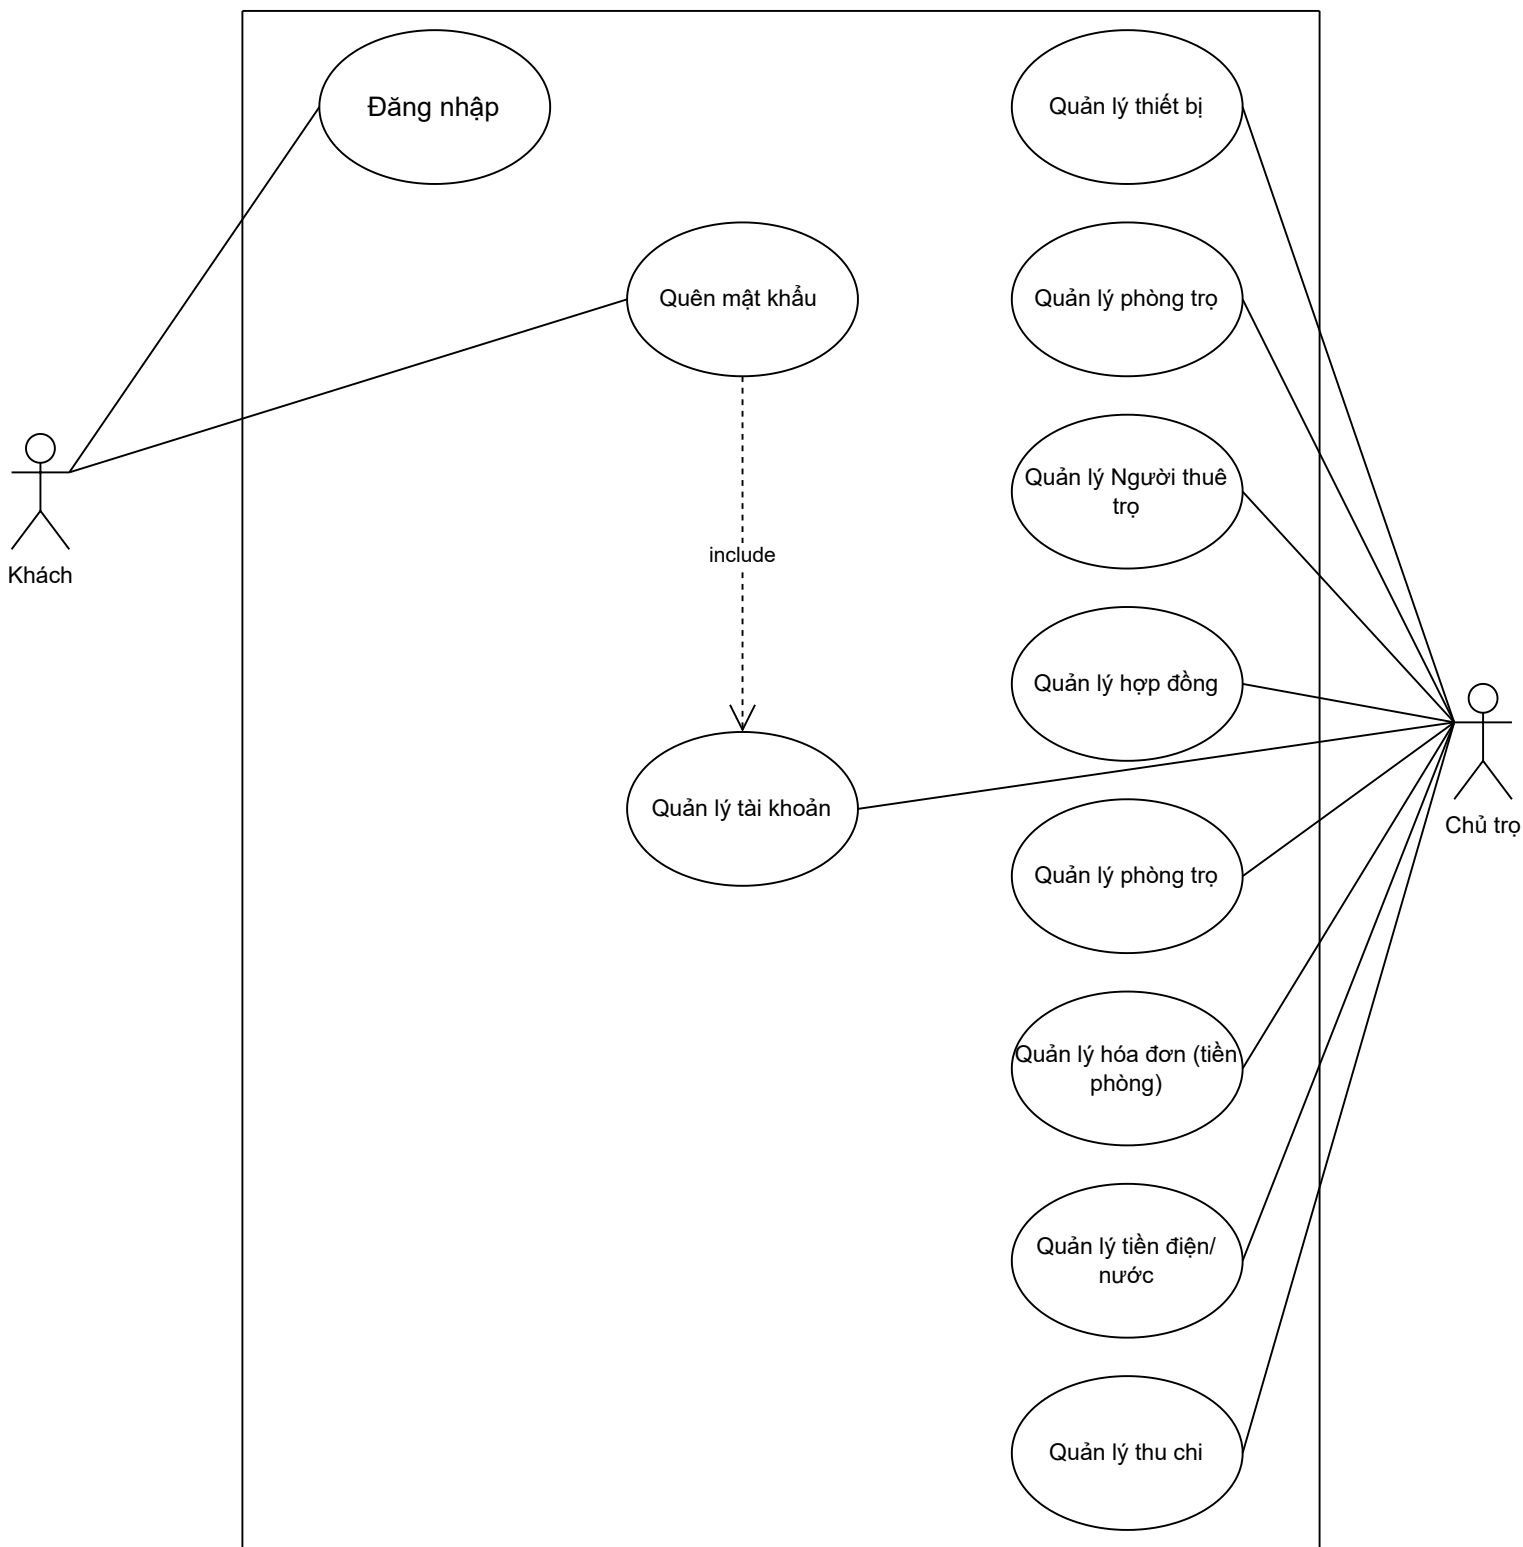 Đăng nhập
Quản lý thiết bị
Quên mật khẩu
Quản lý phòng trọ
Quản lý Người thuê
trọ
include
Khách
Quản lý hợp đồng
Quản lý tài khoản
Chủ trọ
Quản lý phòng trọ
Quản lý hóa đơn (tiền
phòng)
Quản lý tiền điện/
nước
Quản lý thu chi